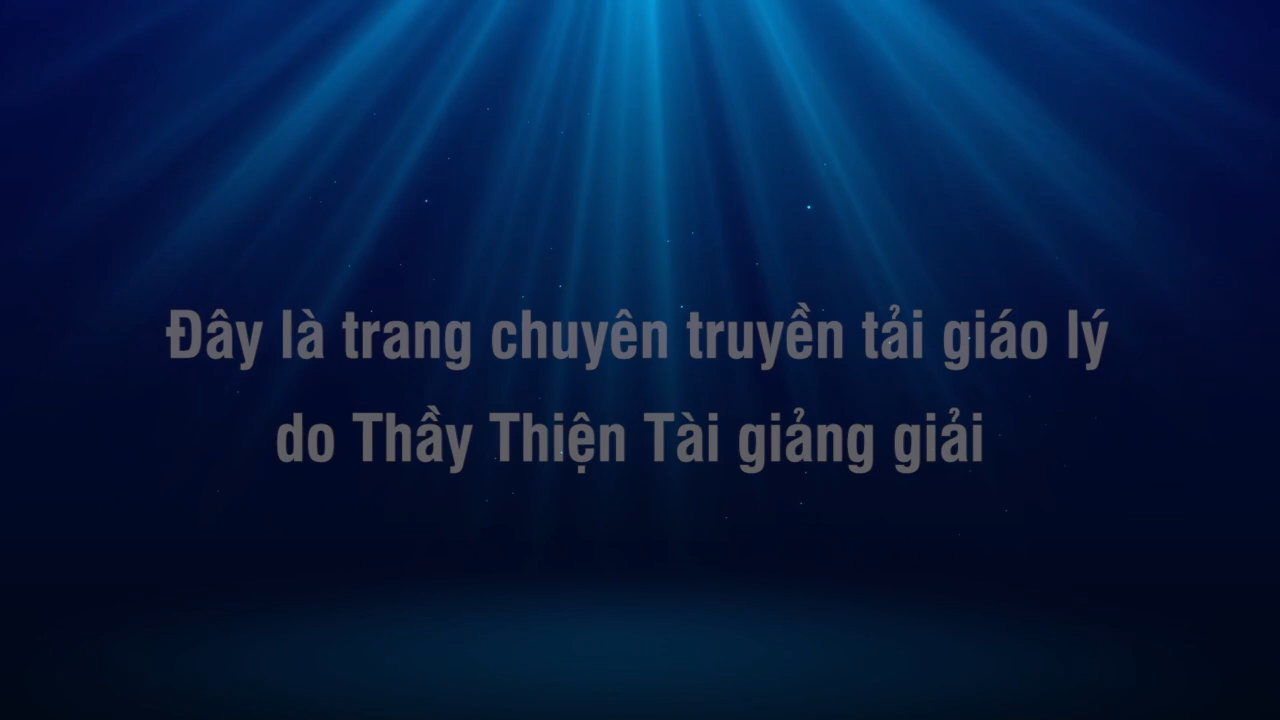 Đây là trang chuyên truyền tải giáo lý
do Thầy Thiện Tài giảng giải